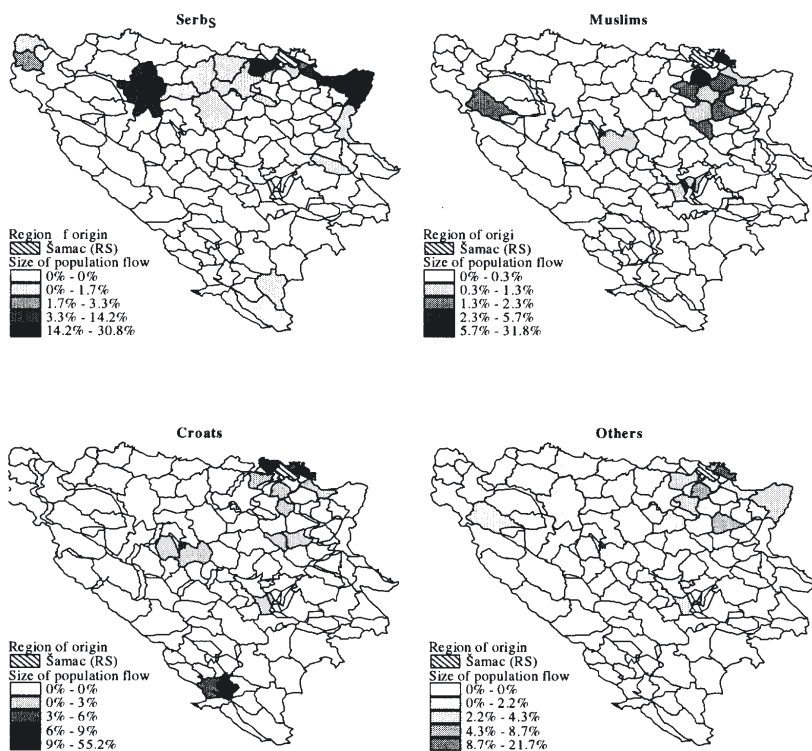 Serbs
Region f origin
Šamac (RS)
Size of population flow
0% - 0%
0% - 1.7%
1.7% - 3.3%
3.3% - 14.2%
14.2% - 30.8%
Muslims
Region of origi
Šamac (RS)
Size of population flow
0% - 0.3%
0.3% - 1.3%
1.3% - 2.3%
2.3% - 5.7%
5.7% - 31.8%
Croats
Region of origin
Šamac (RS)
Size of population flow
0% - 0%
0% - 3%
3% - 6%
6% - 9%
9% - 55.2%
Others
Region of origin
Šamac (RS)
Size of population flow
0% - 0%
0% - 2.2%
2.2% - 4.3%
4.3% - 8.7%
8.7% - 21.7%